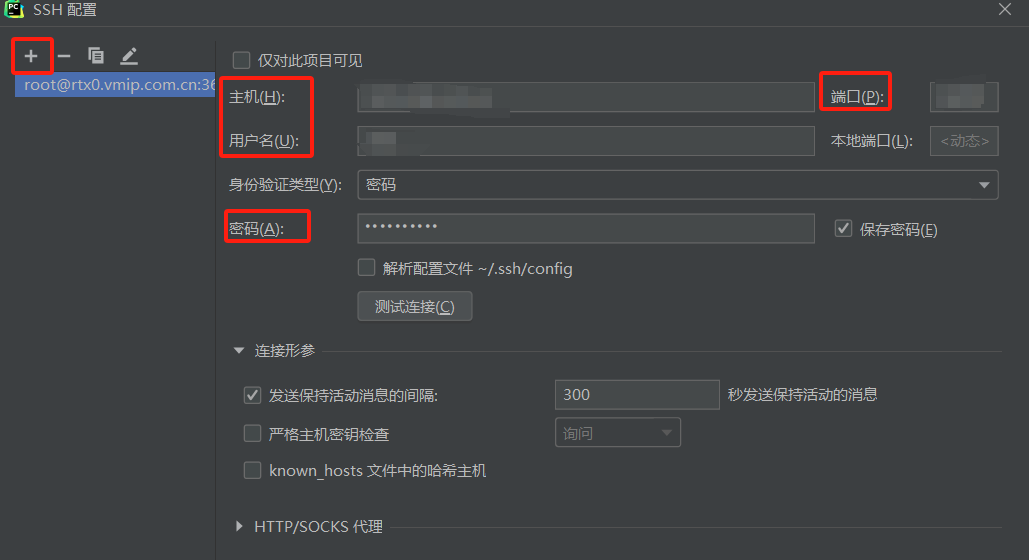 SSH 配置
root@rtx0.vmip.com.cn:36
仅对此项目可见
主机(H): 端口(P):
用户名(U): 本地端口(L): <动态>
身份验证类型(Y): 密码
密码(A): •••••••••• 保存密码(E)
解析配置文件 ~/.ssh/config
测试连接(C)
连接形参
发送保持活动消息的间隔: 300 秒发送保持活动的消息
严格主机密钥检查 询问
known_hosts 文件中的哈希主机
HTTP/SOCKS 代理